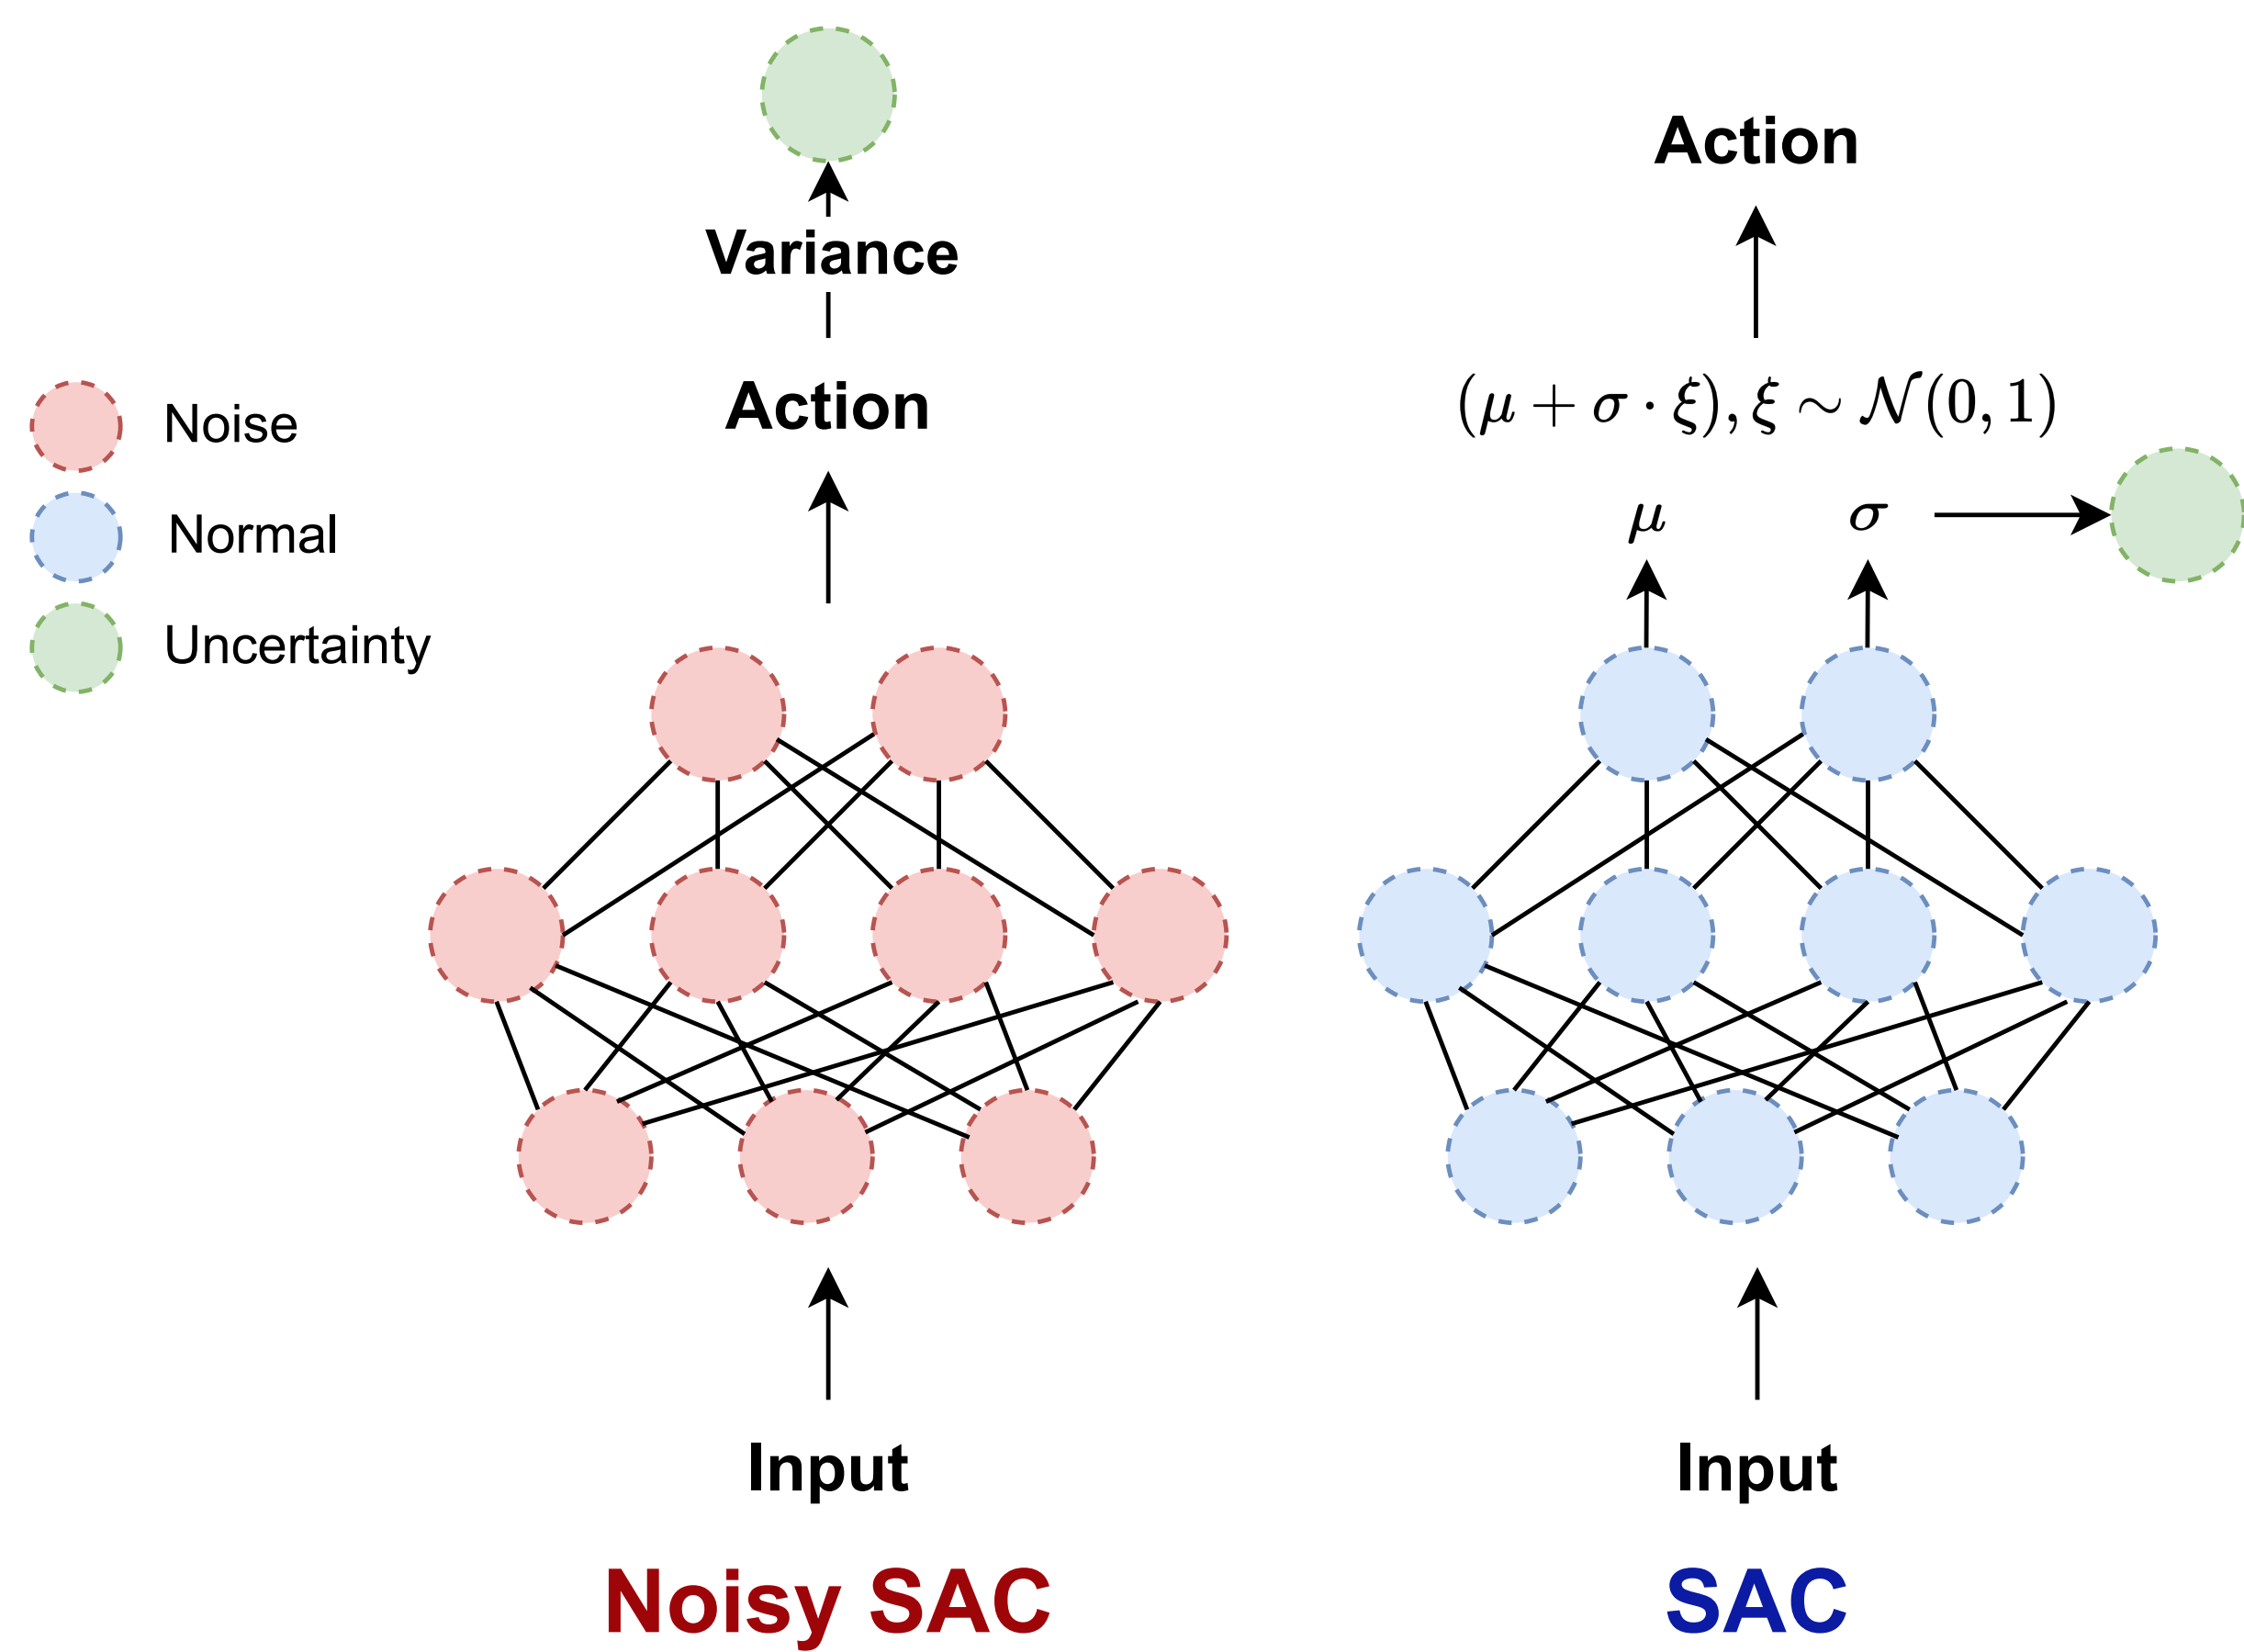 Noise
Normal
Uncertainty
Variance
Action
Input
Noisy SAC
Action
(μ + σ · ξ), ξ ∼ 𝒩(0, 1)
μ σ
Input
SAC